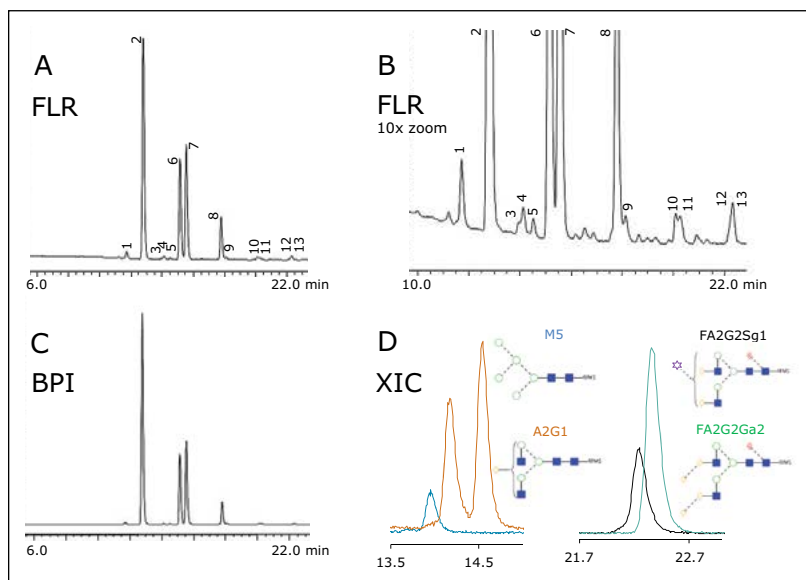 A
FLR
1
2
3
4
5
6
7
8
9
10
11
12
13
6.0
22.0 min
B
FLR
10x zoom
1
2
3
4
5
6
7
8
9
10
11
12
13
10.0
22.0 min
C
BPI
6.0
22.0 min
D
XIC
M5
A2G1
13.5
14.5
FA2G2Sg1
FA2G2Ga2
21.7
22.7